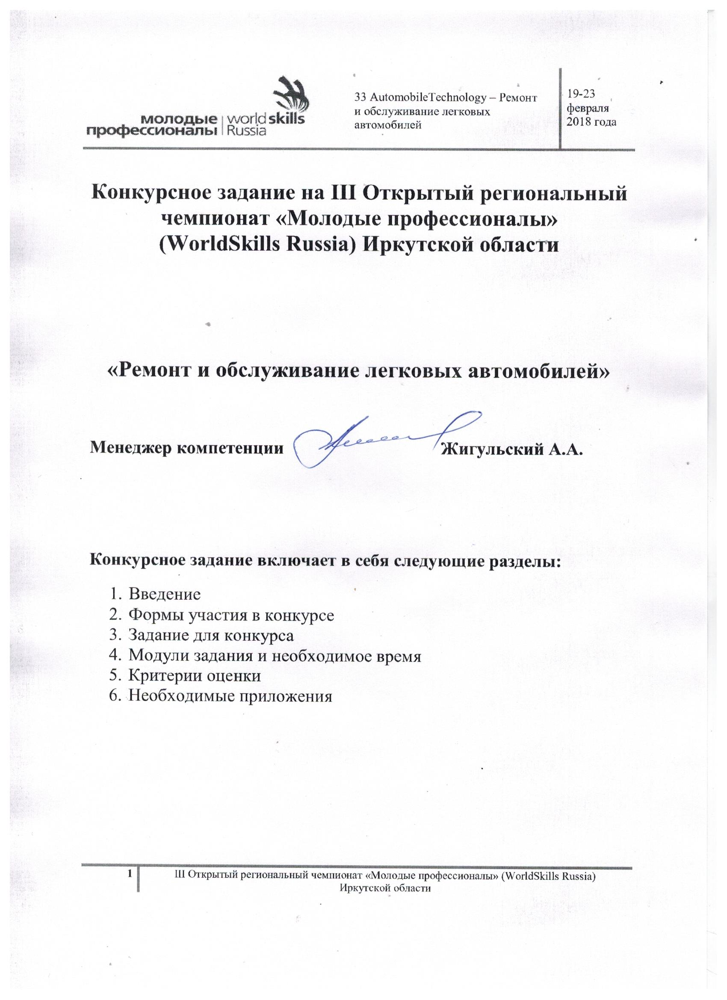 молодые профессионалы
world skills Russia
33 AutomobileTechnology – Ремонт
и обслуживание легковых
автомобилей
19-23
февраля
2018 года
Конкурсное задание на III Открытый региональный
чемпионат «Молодые профессионалы»
(WorldSkills Russia) Иркутской области
«Ремонт и обслуживание легковых автомобилей»
Менеджер компетенции Жигульский А.А.
Конкурсное задание включает в себя следующие разделы:
1. Введение
2. Формы участия в конкурсе
3. Задание для конкурса
4. Модули задания и необходимое время
5. Критерии оценки
6. Необходимые приложения
1 III Открытый региональный чемпионат «Молодые профессионалы» (WorldSkills Russia)
Иркутской области